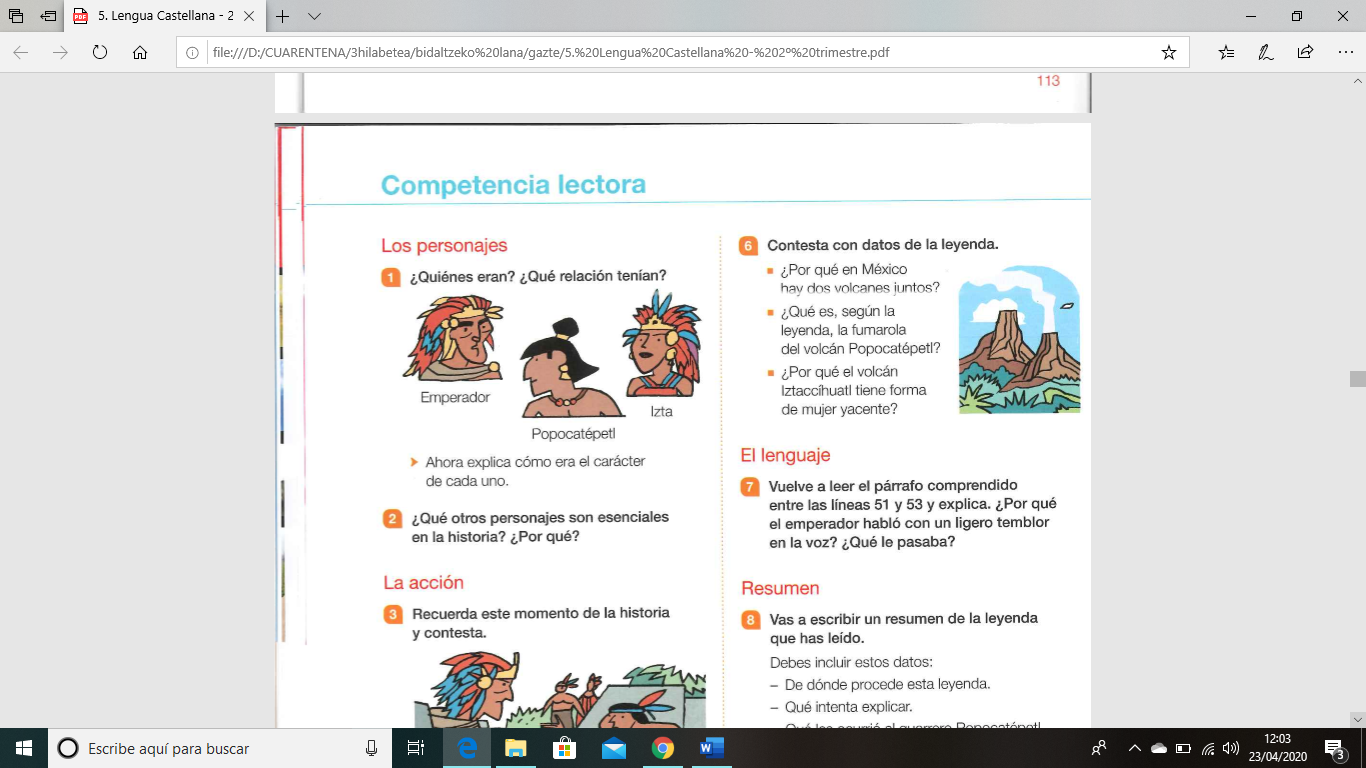 5. Lengua Castellana - 2
file:///D:/CUARENTENA/3hilabetea/bidaltzeko%20lana/gazte/5.%20Lengua%20Castellana%20-%202º%20trimestre.pdf
113
Competencia lectora
Los personajes
1 ¿Quiénes eran? ¿Qué relación tenían?
Emperador
Popocatépetl
Izta
Ahora explica cómo era el carácter
de cada uno.
2 ¿Qué otros personajes son esenciales
en la historia? ¿Por qué?
La acción
3 Recuerda este momento de la historia
y contesta.
6 Contesta con datos de la leyenda.
¿Por qué en México
hay dos volcanes juntos?
¿Qué es, según la
leyenda, la fumarola
del volcán Popocatépetl?
¿Por qué el volcán
Iztaccíhuatl tiene forma
de mujer yacente?
El lenguaje
7 Vuelve a leer el párrafo comprendido
entre las líneas 51 y 53 y explica. ¿Por qué
el emperador habló con un ligero temblor
en la voz? ¿Qué le pasaba?
Resumen
8 Vas a escribir un resumen de la leyenda
que has leído.
Debes incluir estos datos:
– De dónde procede esta leyenda.
– Qué intenta explicar.
– Qué les ocurrió al guerrero Popocatépetl
Escribe aquí para buscar
12:03
23/04/2020
3